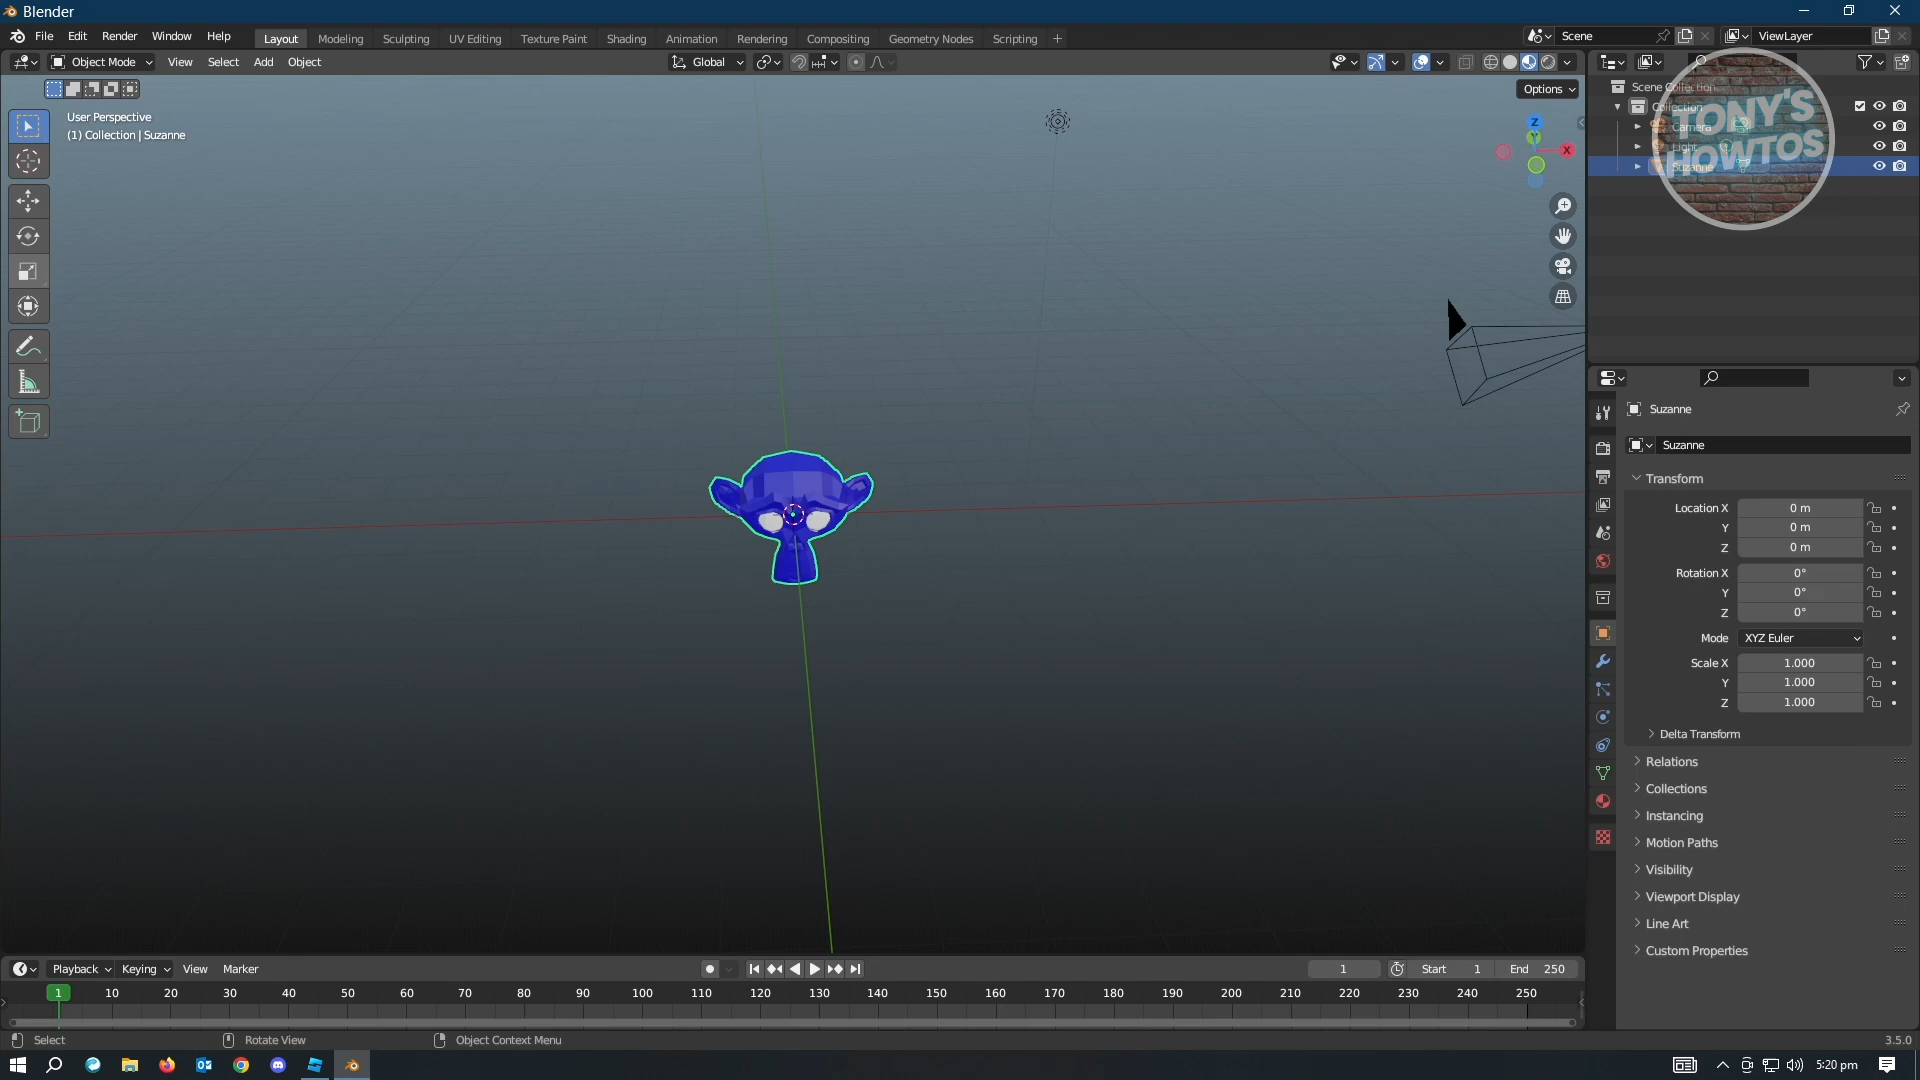 Blender
File Edit Render Window Help
Layout Modeling Sculpting UV Editing Texture Paint Shading Animation Rendering Compositing Geometry Nodes Scripting +
Scene
ViewLayer
Object Mode View Select Add Object
Global
Options
User Perspective
(1) Collection | Suzanne
Z
Y
X
Scene Collection
Collection
Camera
Light
Suzanne
TONY'S
HOWTOS
Suzanne
Suzanne
Transform
Location X 0 m
Y 0 m
Z 0 m
Rotation X 0°
Y 0°
Z 0°
Mode XYZ Euler
Scale X 1.000
Y 1.000
Z 1.000
Delta Transform
Relations
Collections
Instancing
Motion Paths
Visibility
Viewport Display
Line Art
Custom Properties
Playback Keying View Marker
1 Start 1 End 250
1 10 20 30 40 50 60 70 80 90 100 110 120 130 140 150 160 170 180 190 200 210 220 230 240 250
Select Rotate View Object Context Menu 3.5.0
5:20 pm